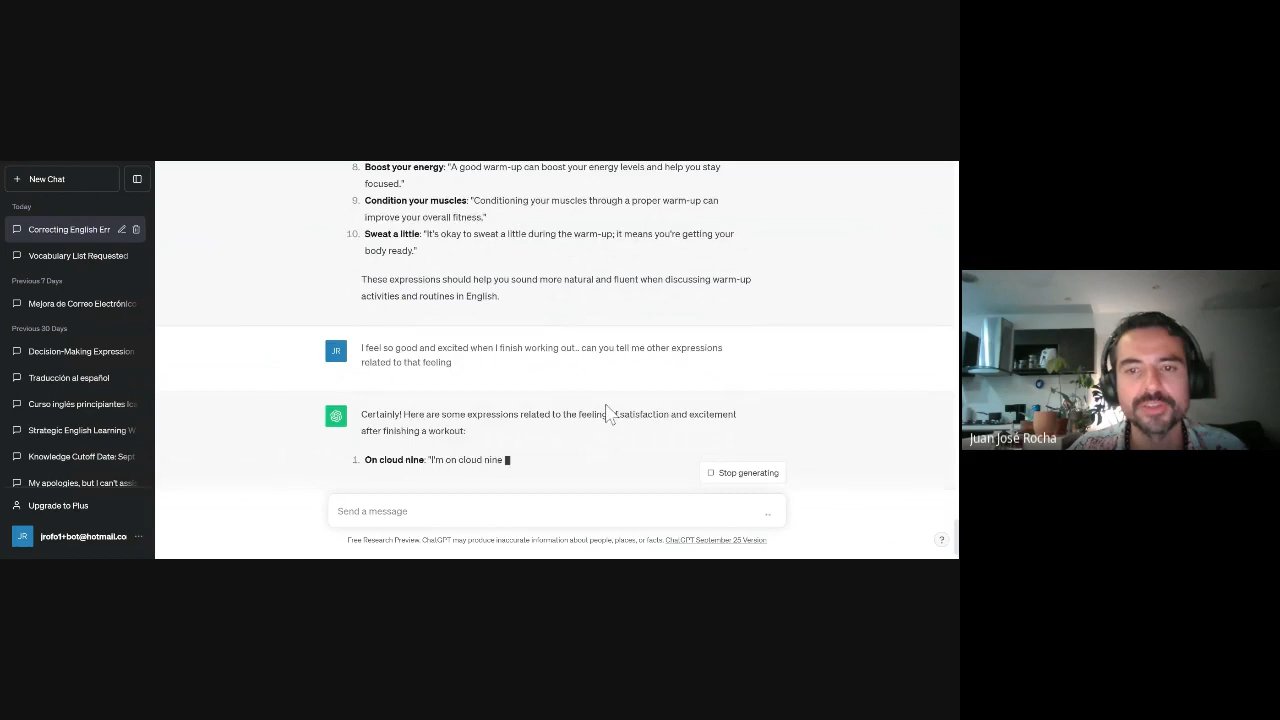 New Chat
Today
Correcting English Err
Vocabulary List Requested
Previous 7 Days
Mejora de Correo Electrónico
Previous 30 Days
Decision-Making Expression
Traducción al español
Curso inglés principiantes
Strategic English Learning W
Knowledge Cutoff Date: Sept
My apologies, but I can't
Upgrade to Plus
JR jrofo1+bot@hotmail.co ...
8. Boost your energy: "A good warm-up can boost your energy levels and help you stay
focused."
9. Condition your muscles: "Conditioning your muscles through a proper warm-up can
improve your overall fitness."
10. Sweat a little: "It's okay to sweat a little during the warm-up; it means you're getting your
body ready."
These expressions should help you sound more natural and fluent when discussing warm-up
activities and routines in English.
JR I feel so good and excited when I finish working out.. can you tell me other expressions
related to that feeling
Certainly! Here are some expressions related to the feeling satisfaction and excitement
after finishing a workout:
1. On cloud nine: "I'm on cloud nine
Stop generating
Send a message
Free Research Preview. ChatGPT may produce inaccurate information about people, places, or facts. ChatGPT September 25 Version
?
Juan José Rocha